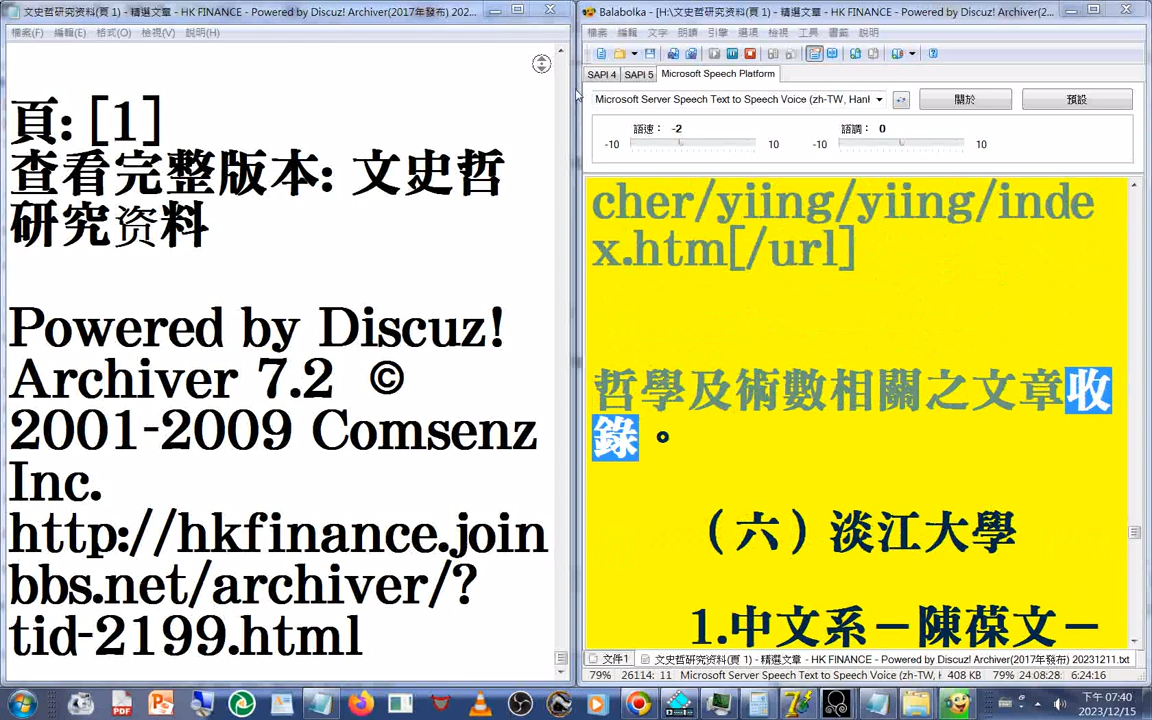 文史哲研究资料(頁 1) - 精選文章 - HK FINANCE - Powered by Discuz! Archiver(2017年發布) 202...
檔案(F) 編輯(E) 格式(O) 檢視(V) 說明(H)
頁: [1]
查看完整版本: 文史哲
研究资料
Powered by Discuz!
Archiver 7.2 ©
2001-2009 Comsenz
Inc.
http://hkfinance.join
bbs.net/archiver/?
tid-2199.html
Balabolka - [H:\文史哲研究资料(頁 1) - 精選文章 - HK FINANCE - Powered by Discuz! Archiver(2...
檔案 編輯 文字 朗讀 引擎 選項 檢視 工具 書籤 說明
SAPI 4 SAPI 5 Microsoft Speech Platform
Microsoft Server Speech Text to Speech Voice (zh-TW, Hanl
關於
預設
語速： -2 語調： 0
-10 10 -10 10
cher/yiing/yiing/inde
x.htm[/url]
哲學及術數相關之文章收
錄。
（六）淡江大學
1.中文系－陳葆文－
文件1 文史哲研究资料(頁 1) - 精選文章 - HK FINANCE - Powered by Discuz! Archiver(2017年發布) 20231211.txt
79% 26114: 11 Microsoft Speech Platform 408 KB 79% 24:08:28 6:24:16
下午 07:40
2023/12/15